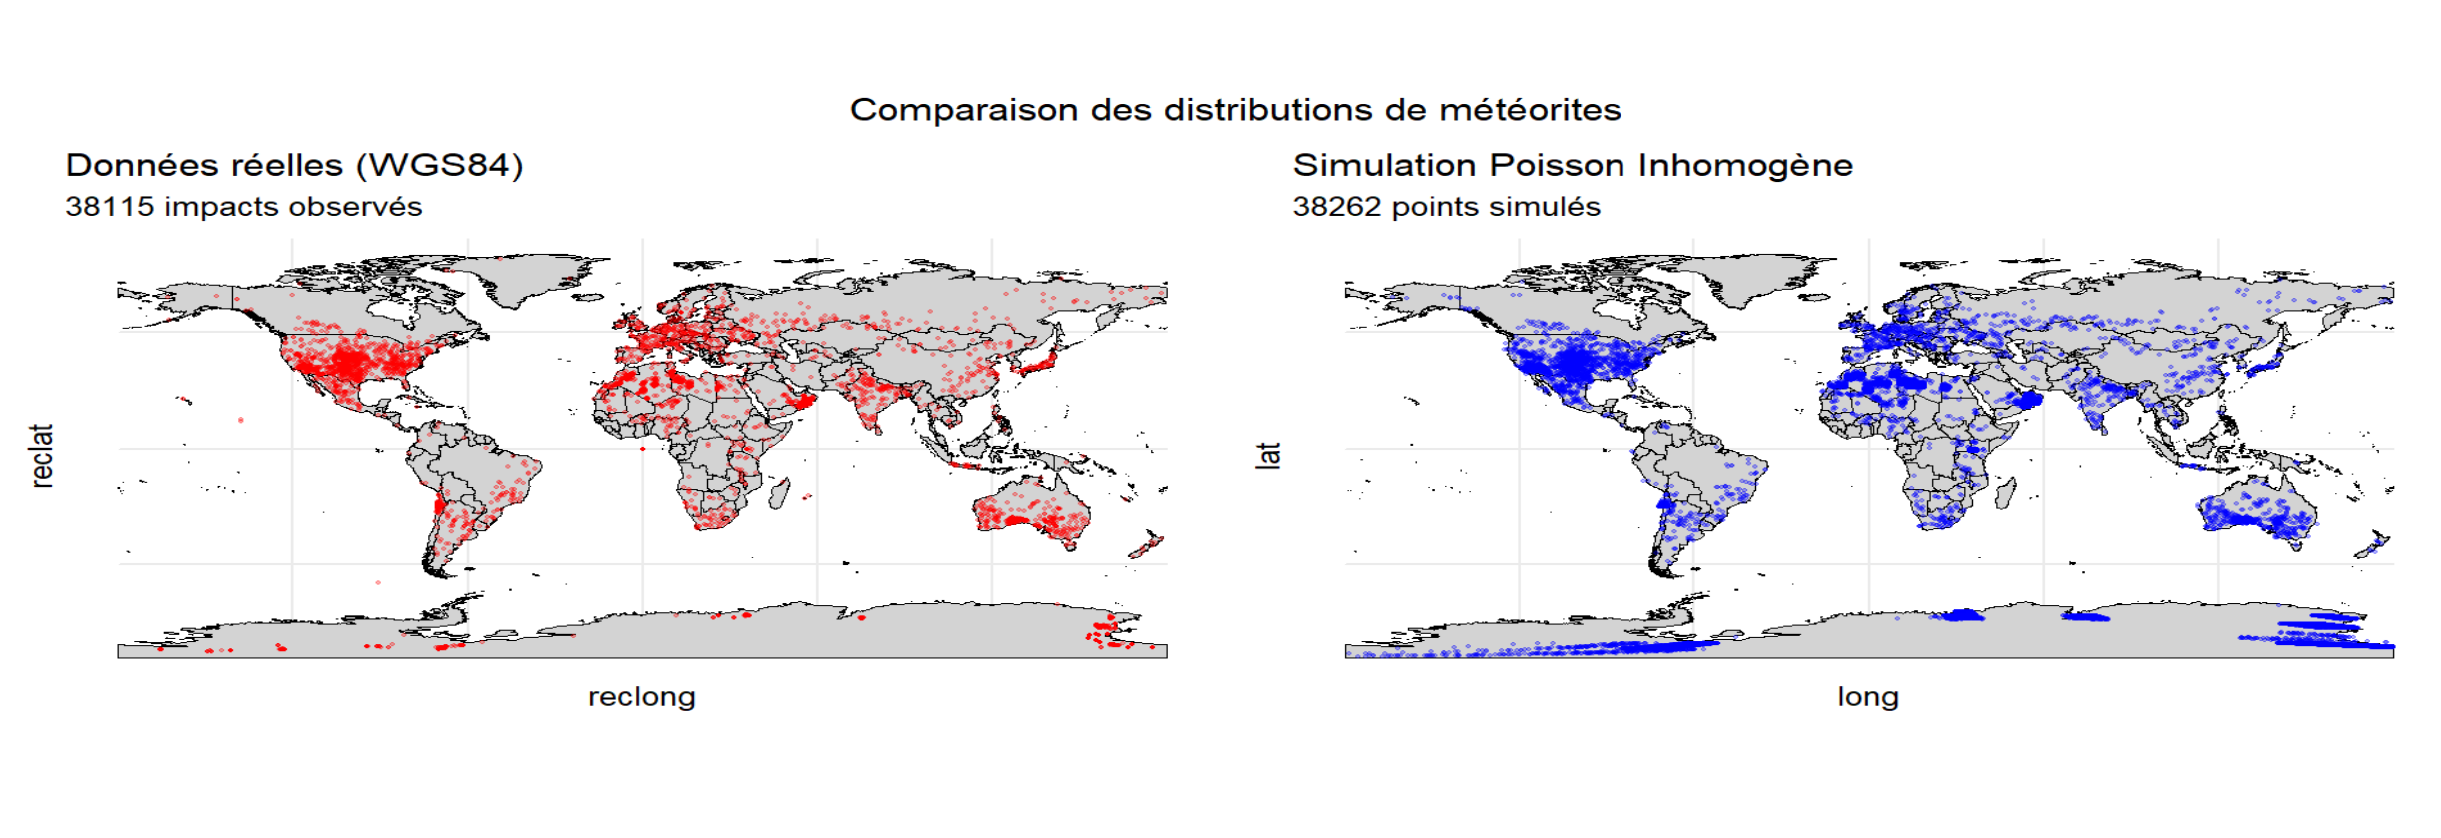 Comparaison des distributions de météorites
Données réelles (WGS84)
38115 impacts observés
reclat
reclong
Simulation Poisson Inhomogène
38262 points simulés
lat
long